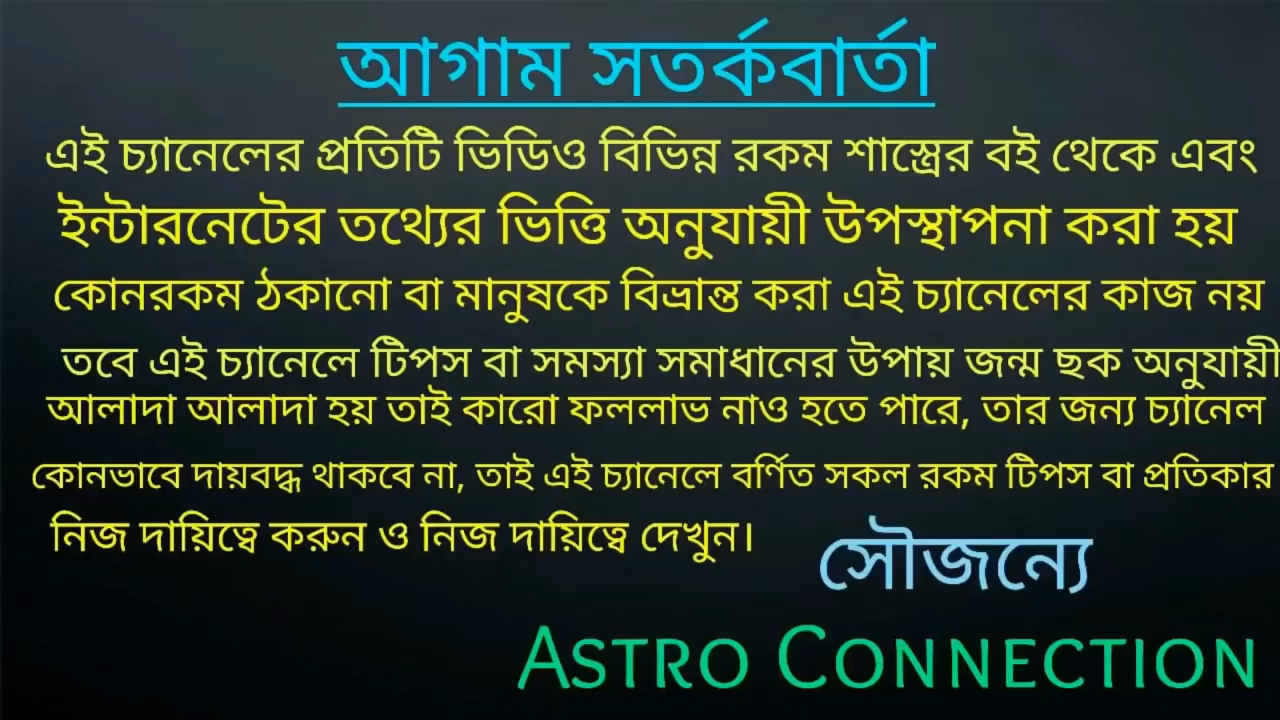 আগাম সতর্কবার্তা
এই চ্যানেলের প্রতিটি ভিডিও বিভিন্ন রকম শাস্ত্রের বই থেকে এবং
ইন্টারনেটের তথ্যের ভিত্তি অনুযায়ী উপস্থাপনা করা হয়
কোনরকম ঠকানো বা মানুষকে বিভ্রান্ত করা এই চ্যানেলের কাজ নয়
তবে এই চ্যানেলে টিপস বা সমস্যা সমাধানের উপায় জন্ম ছক অনুযায়ী
আলাদা আলাদা হয় তাই কারো ফললাভ নাও হতে পারে, তার জন্য চ্যানেল
কোনভাবে দায়বদ্ধ থাকবে না, তাই এই চ্যানেলে বর্ণিত সকল রকম টিপস বা প্রতিকার
নিজ দায়িত্বে করুন ও নিজ দায়িত্বে দেখুন।
সৌজন্যে
ASTRO CONNECTION